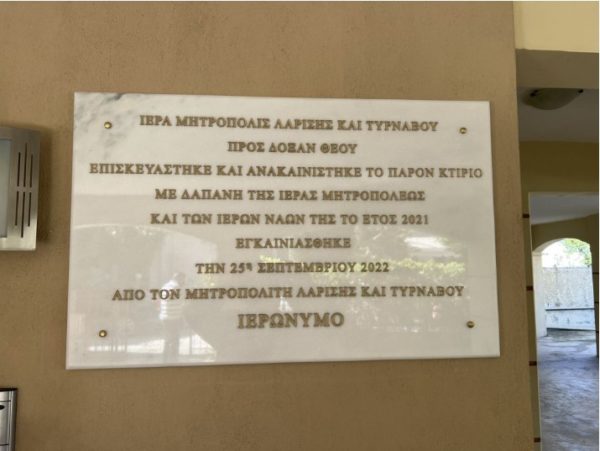 ΙΕΡΑ ΜΗΤΡΟΠΟΛΙΣ ΛΑΡΙΣΗΣ ΚΑΙ ΤΥΡΝΑΒΟΥ
ΠΡΟΣ ΔΟΞΑΝ ΘΕΟΥ
ΕΠΙΣΚΕΥΑΣΤΗΚΕ ΚΑΙ ΑΝΑΚΑΙΝΙΣΤΗΚΕ ΤΟ ΠΑΡΟΝ ΚΤΙΡΙΟ
ΜΕ ΔΑΠΑΝΗ ΤΗΣ ΙΕΡΑΣ ΜΗΤΡΟΠΟΛΕΩΣ
ΚΑΙ ΤΩΝ ΙΕΡΩΝ ΝΑΩΝ ΤΗΣ ΤΟ ΕΤΟΣ 2021
ΕΓΚΑΙΝΙΑΣΘΗΚΕ
ΤΗΝ 25η ΣΕΠΤΕΜΒΡΙΟΥ 2022
ΑΠΟ ΤΟΝ ΜΗΤΡΟΠΟΛΙΤΗ ΛΑΡΙΣΗΣ ΚΑΙ ΤΥΡΝΑΒΟΥ
ΙΕΡΩΝΥΜΟ